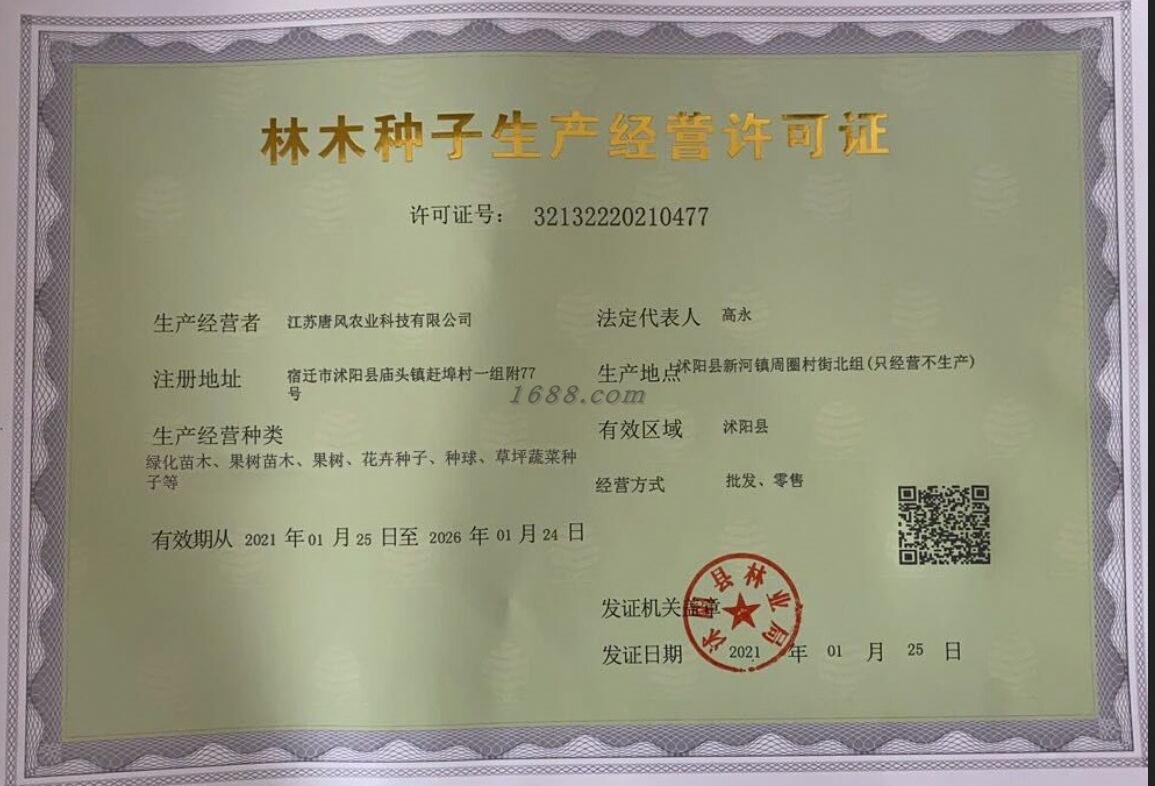 林木种子生产经营许可证
许可证号： 32132220210477
生产经营者 江苏唐风农业科技有限公司
法定代表人 高永
注册地址 宿迁市沭阳县庙头镇赶埠村一组附77
号
生产地点 沭阳县新河镇周圈村街北组(只经营不生产)
1688.com
生产经营种类
绿化苗木、果树苗木、果树、花卉种子、种球、草坪蔬菜种
子等
有效区域 沭阳县
经营方式 批发、零售
有效期从 2021 年 01 月 25 日至 2026 年 01 月 24 日
发证机关盖章
沭阳县林业局
发证日期 2021 年 01 月 25 日